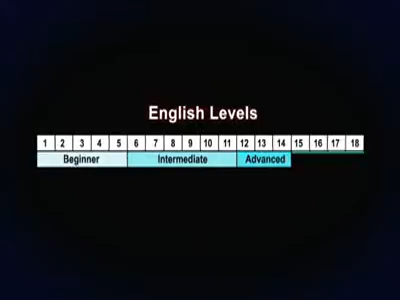 English Levels
1 2 3 4 5 6 7 8 9 10 11 12 13 14 15 16 17 18
Beginner Intermediate Advanced